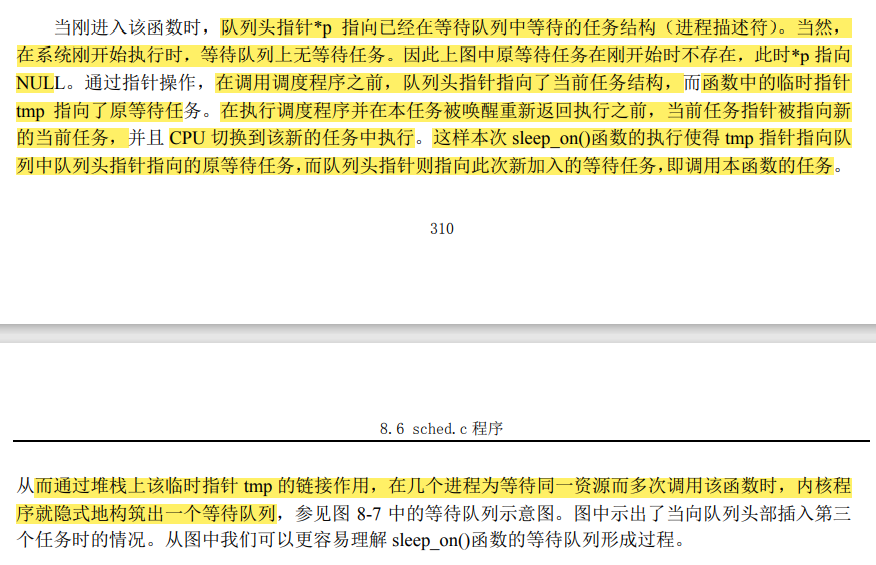 当刚进入该函数时，队列头指针*p 指向已经在等待队列中等待的任务结构（进程描述符）。当然，
在系统刚开始执行时，等待队列上无等待任务。因此上图中原等待任务在刚开始时不存在，此时*p 指向
NULL。通过指针操作，在调用调度程序之前，队列头指针指向了当前任务结构，而函数中的临时指针
tmp 指向了原等待任务。在执行调度程序并在本任务被唤醒重新返回执行之前，当前任务指针被指向新
的当前任务，并且 CPU 切换到该新的任务中执行。这样本次 sleep_on()函数的执行使得 tmp 指针指向队
列中队列头指针指向的原等待任务，而队列头指针则指向此次新加入的等待任务，即调用本函数的任务。
310
8.6 sched.c 程序
从而通过堆栈上该临时指针 tmp 的链接作用，在几个进程为等待同一资源而多次调用该函数时，内核程
序就隐式地构筑出一个等待队列，参见图 8-7 中的等待队列示意图。图中示出了当向队列头部插入第三
个任务时的情况。从图中我们可以更容易理解 sleep_on()函数的等待队列形成过程。